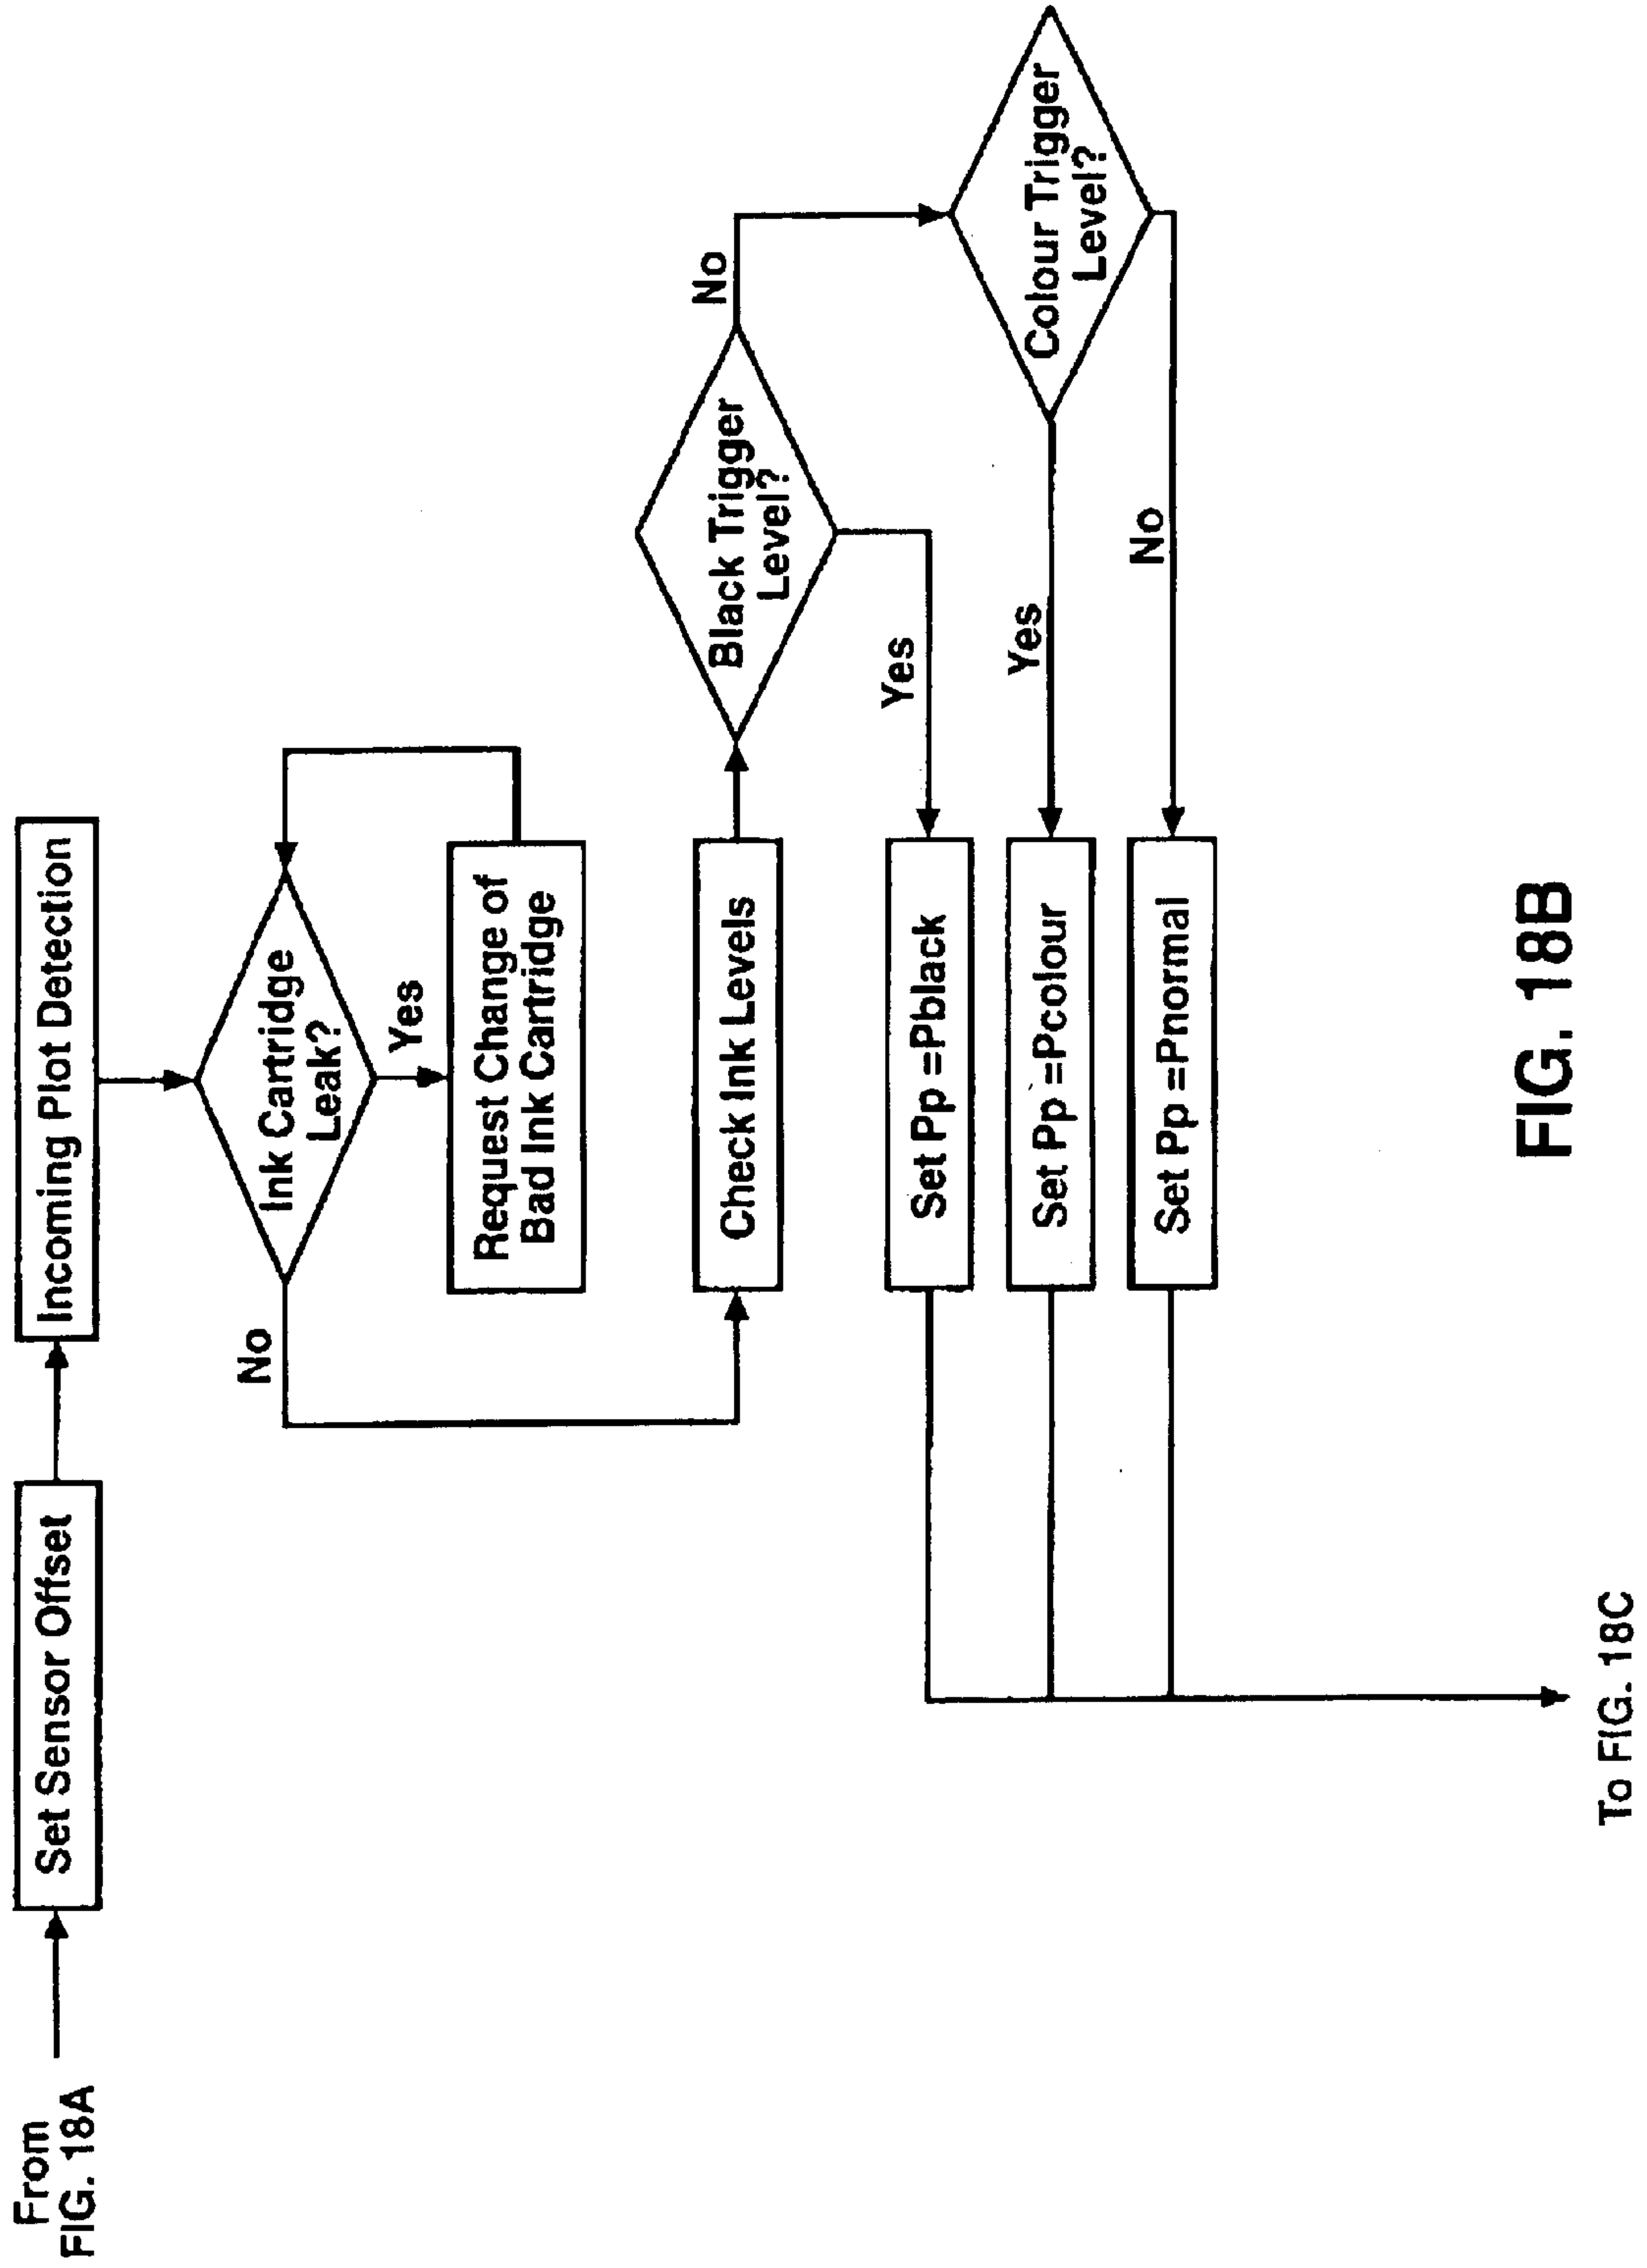 From
FIG. 18A
Set Sensor Offset
Incoming Plot Detection
Ink Cartridge
Leak?
No
Yes
Request Change of
Bad Ink Cartridge
Check Ink Levels
Black Trigger
Level?
No
Yes
Colour Trigger
Level?
Yes
No
Set Pp =Pblack
Set Pp =Pcolour
Set Pp =Pnormal
To FIG. 18C
FIG. 18B